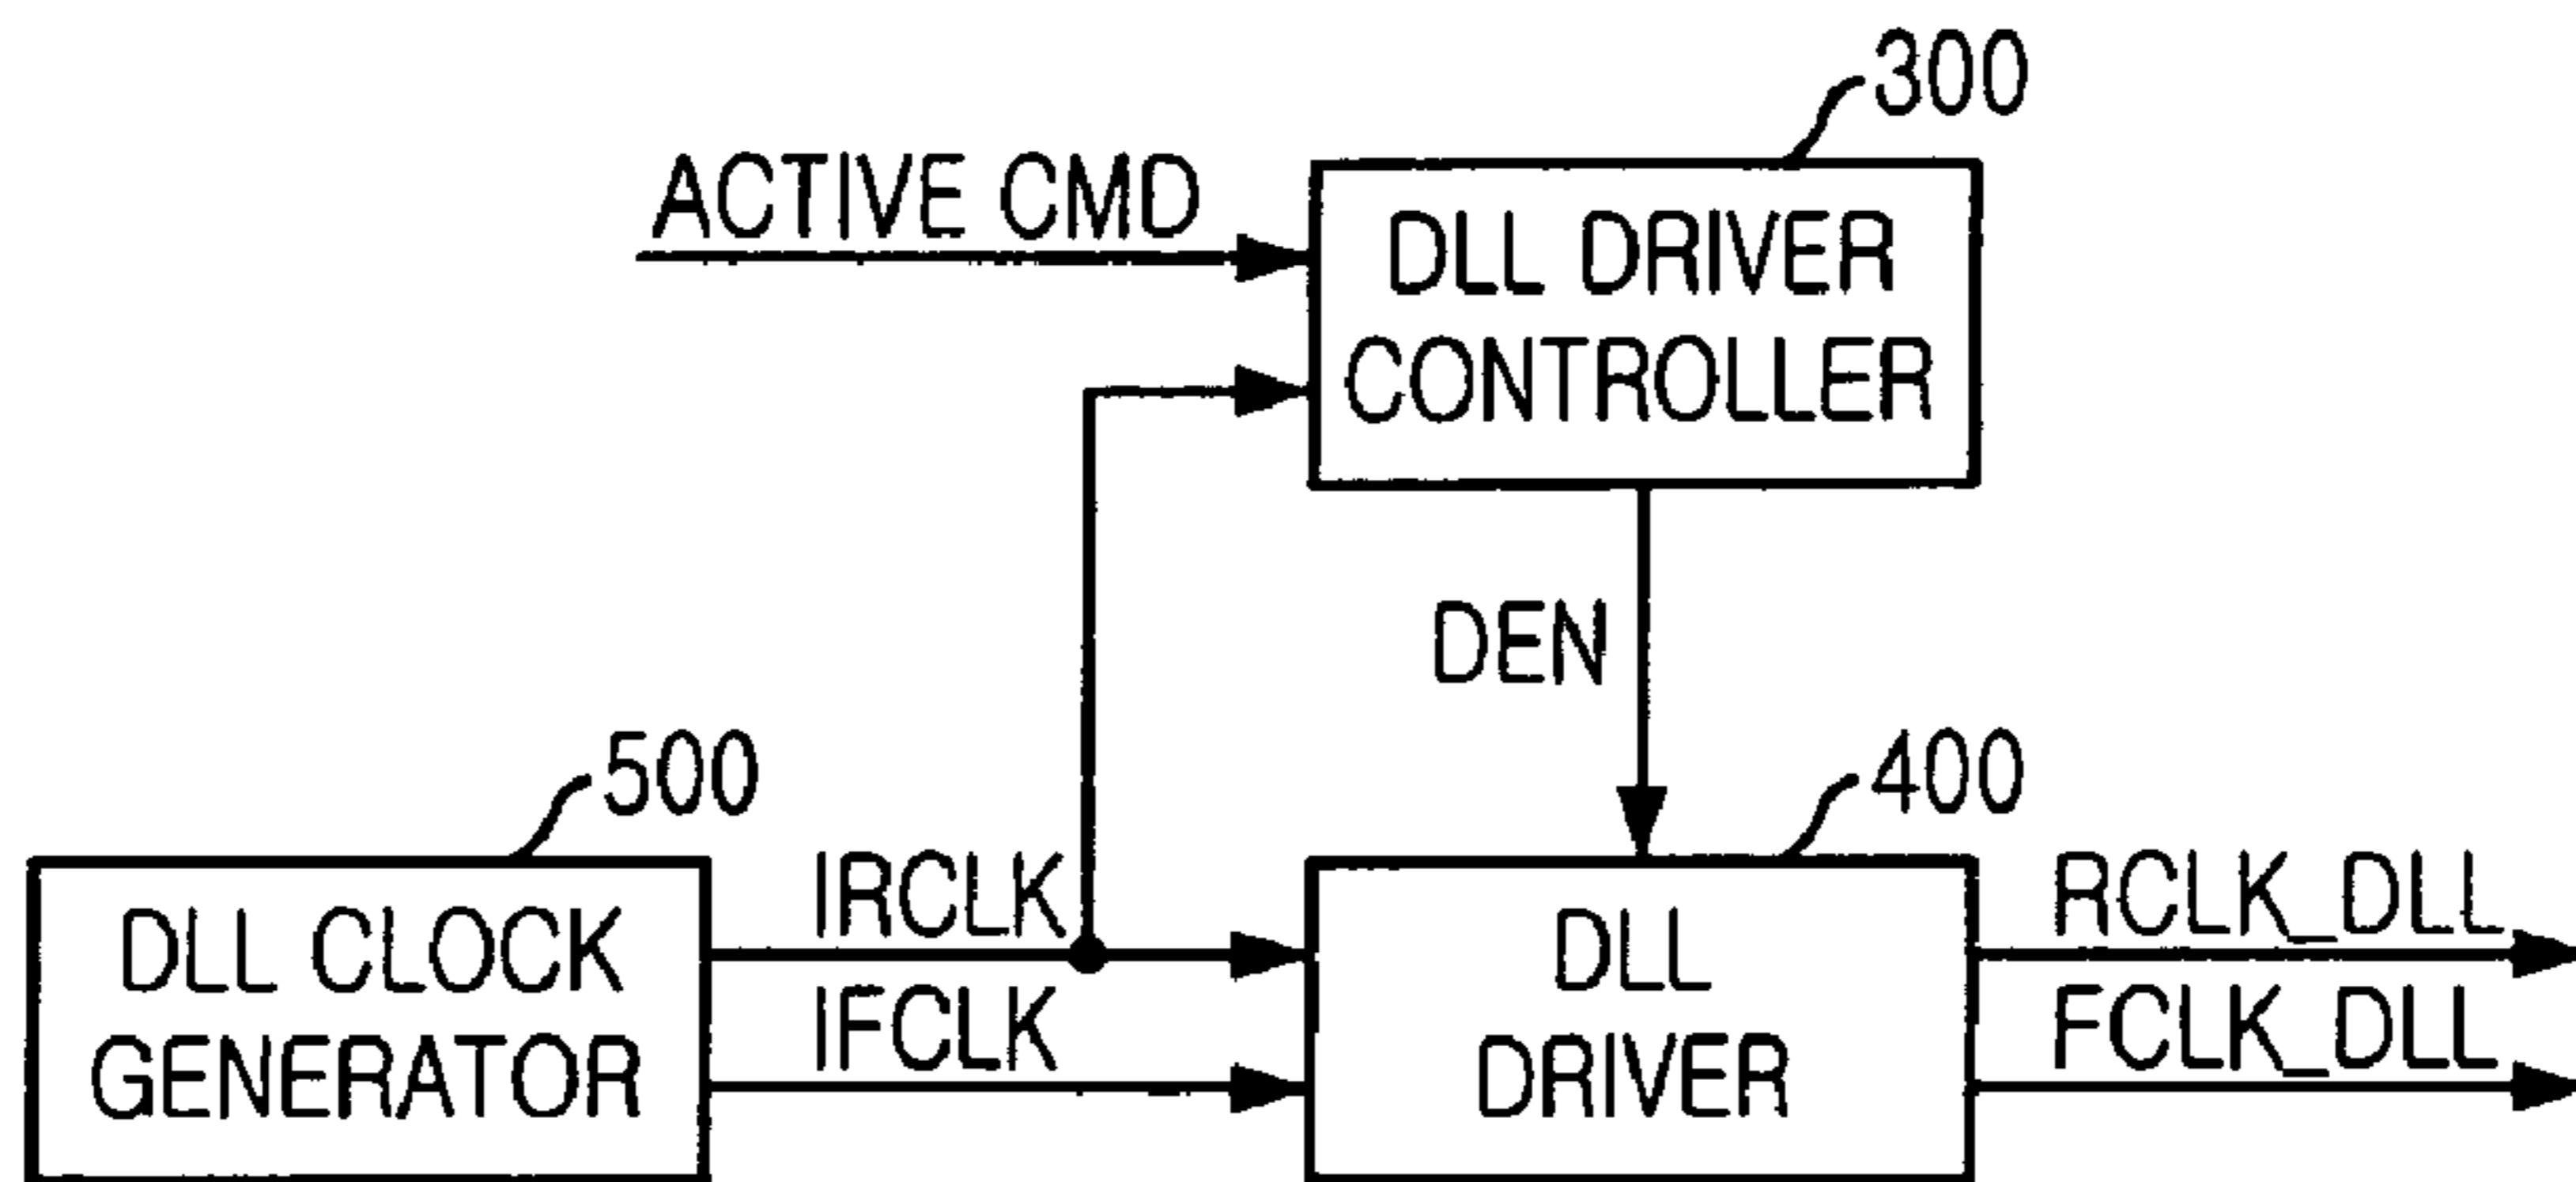 300
ACTIVE CMD
DLL DRIVER
CONTROLLER
DEN
500
400
IRCLK
RCLK_DLL
DLL CLOCK
GENERATOR
DLL
DRIVER
IFCLK
FCLK_DLL